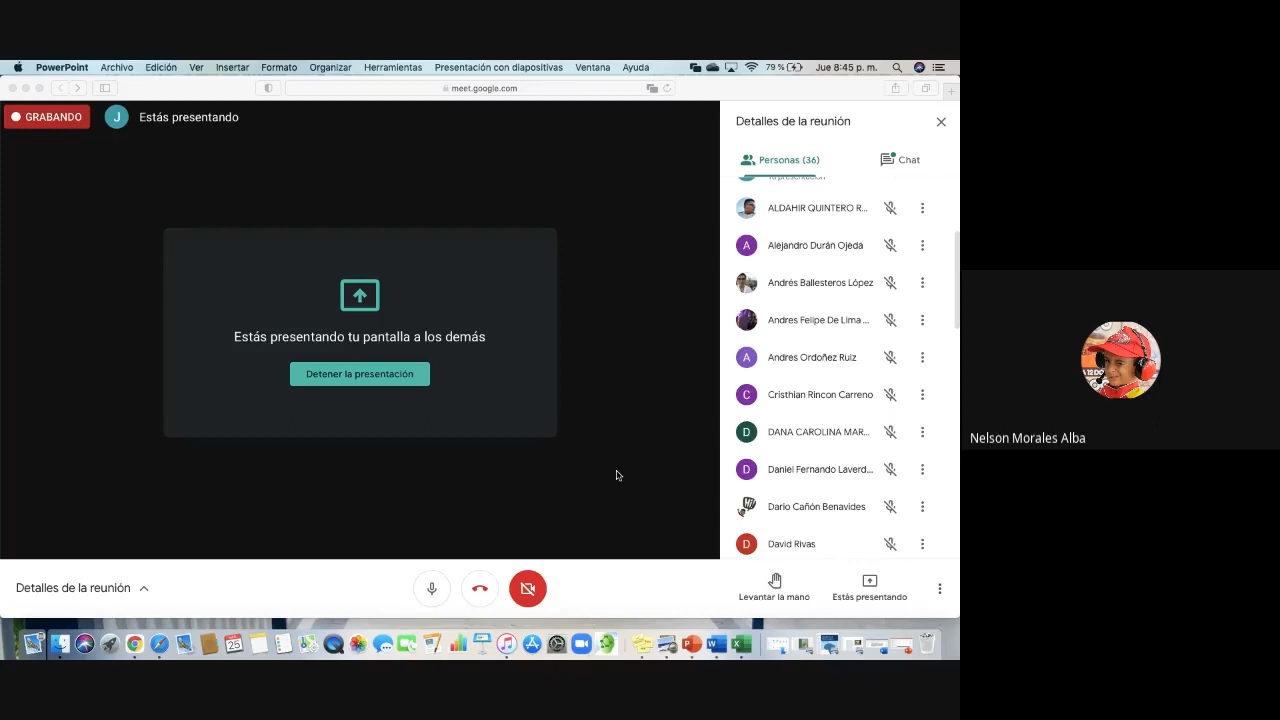 PowerPoint Archivo Edición Ver Insertar Formato Organizar Herramientas Presentación con diapositivas Ventana Ayuda 79 % Jue 8:45 p. m.
meet.google.com
GRABANDO J Estás presentando
Detalles de la reunión
Personas (36) Chat
Tu presentación
ALDAHIR QUINTERO R...
A Alejandro Durán Ojeda
Andrés Ballesteros López
Andres Felipe De Lima ...
A Andres Ordoñez Ruiz
C Cristhian Rincon Carreno
D DANA CAROLINA MAR...
D Daniel Fernando Laverd...
Dario Cañón Benavides
D David Rivas
Estás presentando tu pantalla a los demás
Detener la presentación
Nelson Morales Alba
Detalles de la reunión
Levantar la mano
Estás presentando
25